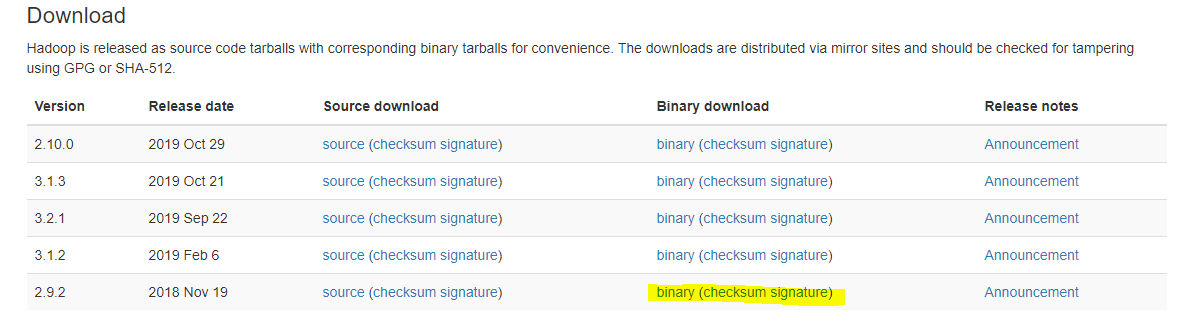 Download
Hadoop is released as source code tarballs with corresponding binary tarballs for convenience. The downloads are distributed via mirror sites and should be checked for tampering
using GPG or SHA-512.
Version Release date Source download Binary download Release notes
2.10.0 2019 Oct 29 source (checksum signature) binary (checksum signature) Announcement
3.1.3 2019 Oct 21 source (checksum signature) binary (checksum signature) Announcement
3.2.1 2019 Sep 22 source (checksum signature) binary (checksum signature) Announcement
3.1.2 2019 Feb 6 source (checksum signature) binary (checksum signature) Announcement
2.9.2 2018 Nov 19 source (checksum signature) binary (checksum signature) Announcement